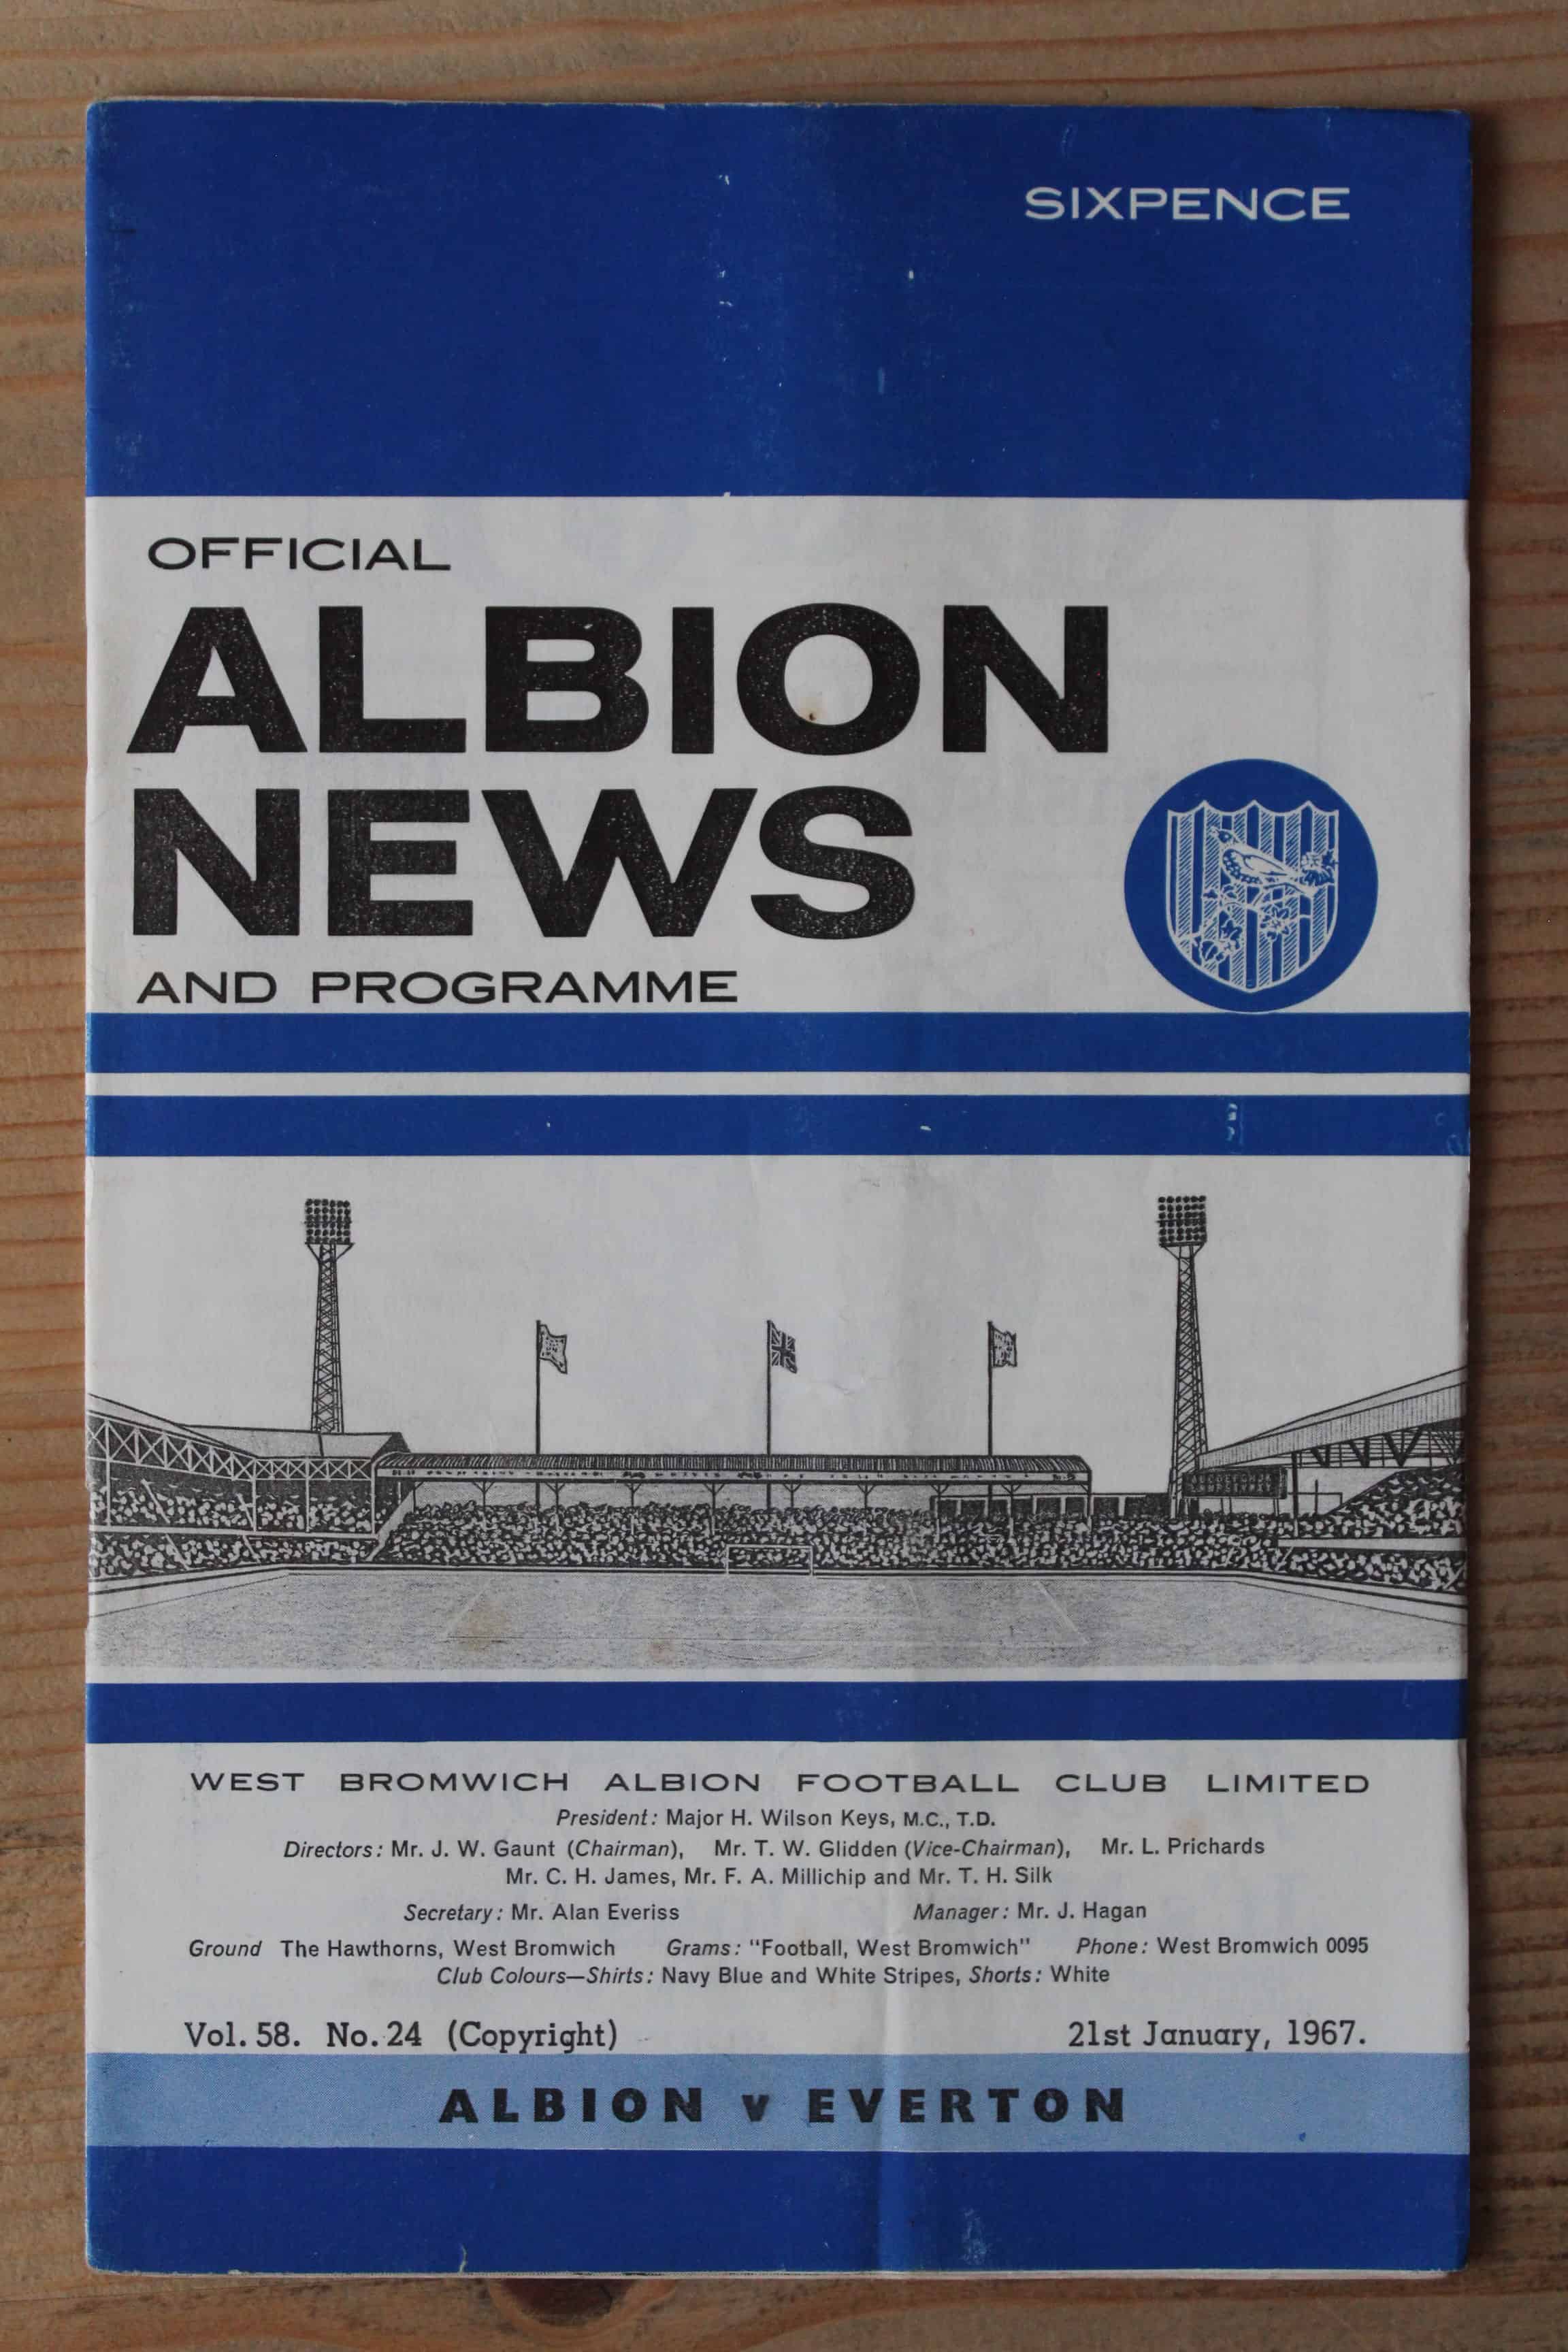 SIXPENCE
OFFICIAL
ALBION
NEWS
AND PROGRAMME
WEST BROMWICH ALBION FOOTBALL CLUB LIMITED
President: Major H. Wilson Keys, M.C., T.D.
Directors: Mr. J. W. Gaunt (Chairman), Mr. T. W. Glidden (Vice-Chairman), Mr. L. Prichards
Mr. C. H. James, Mr. F. A. Millichip and Mr. T. H. Silk
Secretary: Mr. Alan Everiss Manager: Mr. J. Hagan
Ground The Hawthorns, West Bromwich Grams: "Football, West Bromwich" Phone: West Bromwich 0095
Club Colours—Shirts: Navy Blue and White Stripes, Shorts: White
Vol. 58. No. 24 (Copyright) 21st January, 1967.
ALBION v EVERTON